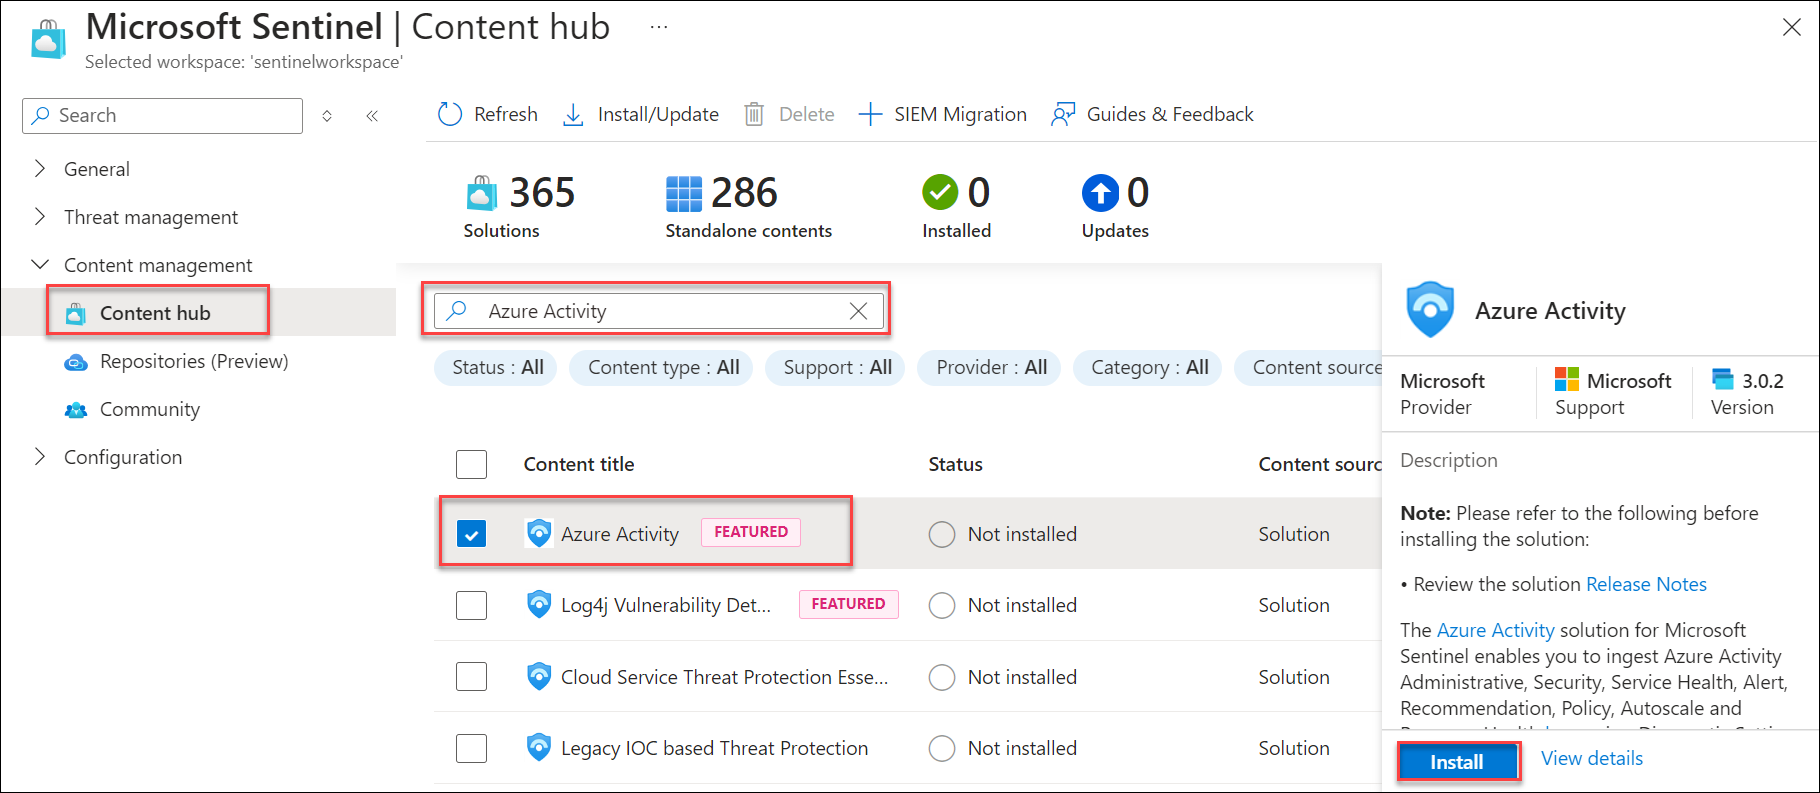 Microsoft Sentinel | Content hub ...
Selected workspace: 'sentinelworkspace'
Search
General
Threat management
Content management
Content hub
Repositories (Preview)
Community
Configuration
Refresh Install/Update Delete SIEM Migration Guides & Feedback
365 286 0 0
Solutions Standalone contents Installed Updates
Azure Activity
Status : All Content type : All Support : All Provider : All Category : All Content source
Content title Status Content sourc
Azure Activity FEATURED Not installed Solution
Log4j Vulnerability Det... FEATURED Not installed Solution
Cloud Service Threat Protection Esse... Not installed Solution
Legacy IOC based Threat Protection Not installed Solution
Azure Activity
Microsoft Microsoft 3.0.2
Provider Support Version
Description
Note: Please refer to the following before
installing the solution:
• Review the solution Release Notes
The Azure Activity solution for Microsoft
Sentinel enables you to ingest Azure Activity
Administrative, Security, Service Health, Alert,
Recommendation, Policy, Autoscale and
Install View details